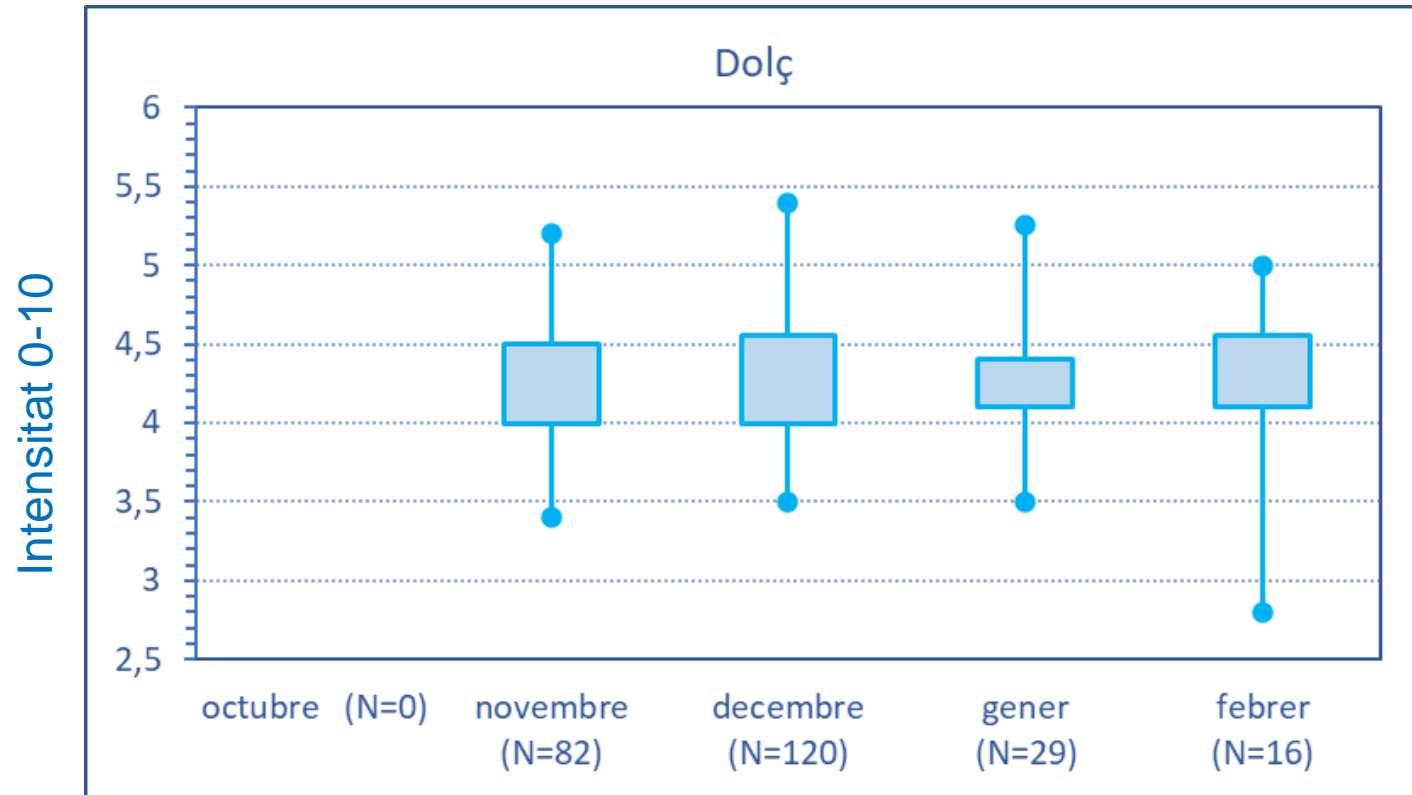 Dolç
Intensitat 0-10
6
5,5
5
4,5
4
3,5
3
2,5
octubre (N=0)
novembre
(N=82)
decembre
(N=120)
gener
(N=29)
febrer
(N=16)